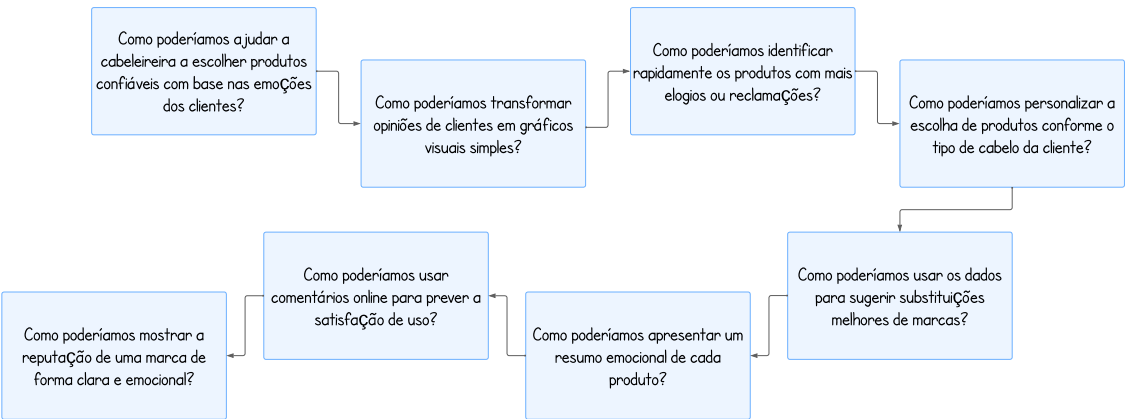 Como poderíamos ajudar a
cabeleireira a escolher produtos
confiáveis com base nas emoções
dos clientes?
Como poderíamos transformar
opiniões de clientes em gráficos
visuais simples?
Como poderíamos identificar
rapidamente os produtos com mais
elogios ou reclamações?
Como poderíamos personalizar a
escolha de produtos conforme o
tipo de cabelo da cliente?
Como poderíamos usar os dados
para sugerir substituições
melhores de marcas?
Como poderíamos apresentar um
resumo emocional de cada
produto?
Como poderíamos usar
comentários online para prever a
satisfação de uso?
Como poderíamos mostrar a
reputação de uma marca de
forma clara e emocional?